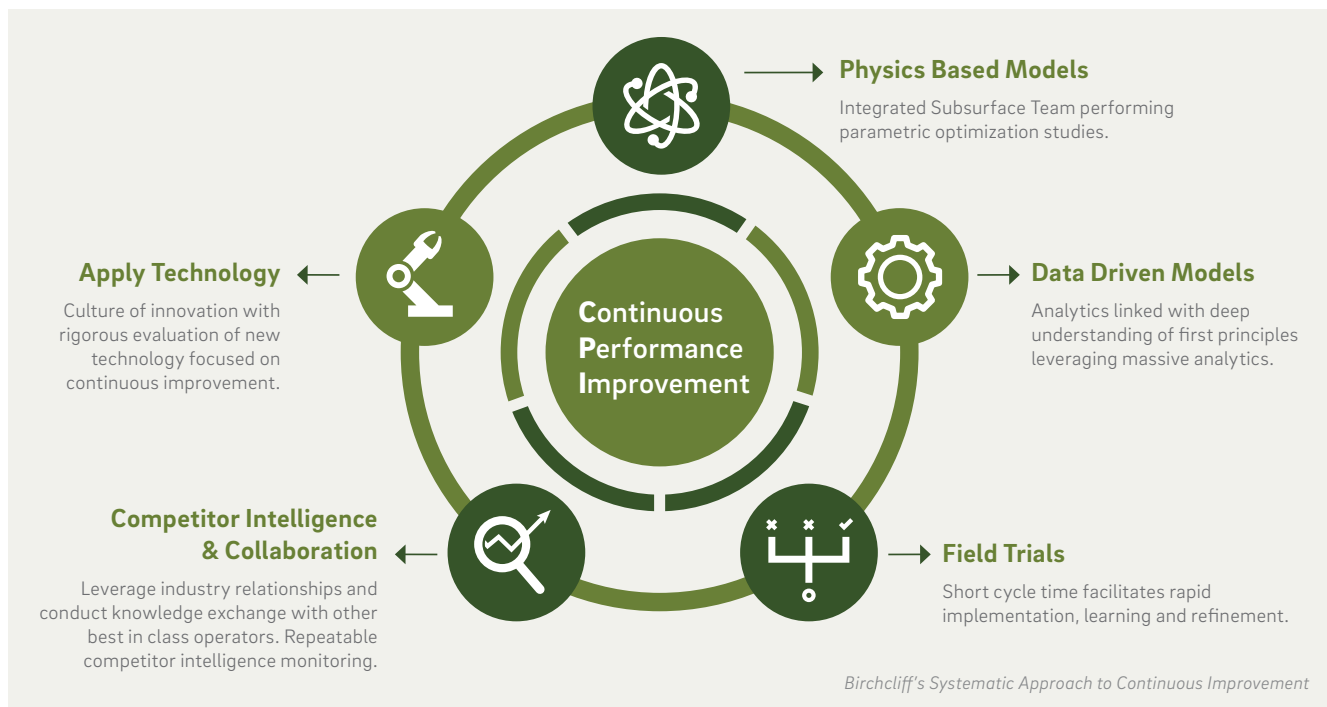 Physics Based Models
Integrated Subsurface Team performing
parametric optimization studies.
Data Driven Models
Analytics linked with deep
understanding of first principles
leveraging massive analytics.
Apply Technology
Culture of innovation with
rigorous evaluation of new
technology focused on
continuous improvement.
Continuous
Performance
Improvement
Competitor Intelligence
& Collaboration
Leverage industry relationships and
conduct knowledge exchange with other
best in class operators. Repeatable
competitor intelligence monitoring.
Field Trials
Short cycle time facilitates rapid
implementation, learning and refinement.
Birchcliff's Systematic Approach to Continuous Improvement